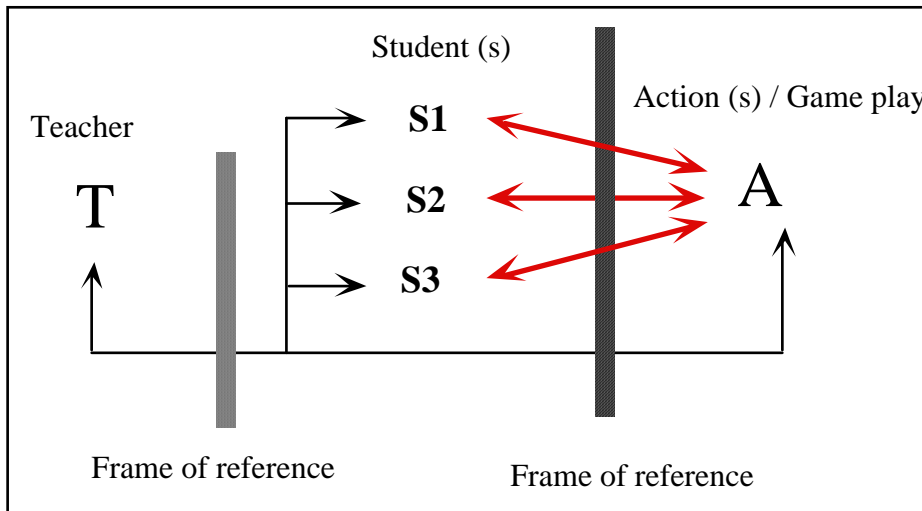 Student (s)
Action (s) / Game play
Teacher
S1
T
S2
A
S3
Frame of reference
Frame of reference